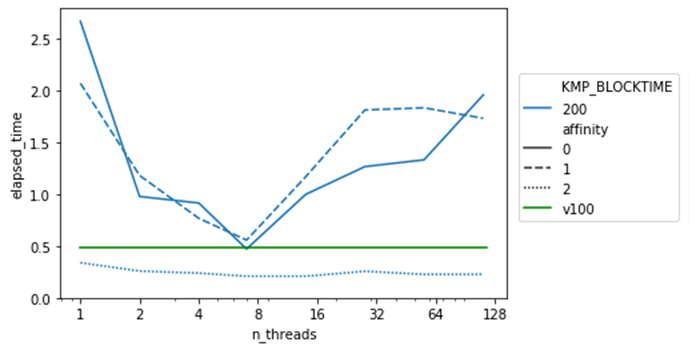 2.5
2.0
1.5
1.0
0.5
0.0
elapsed_time
1 2 4 8 16 32 64 128
n_threads
KMP_BLOCKTIME
200
affinity
0
1
2
v100